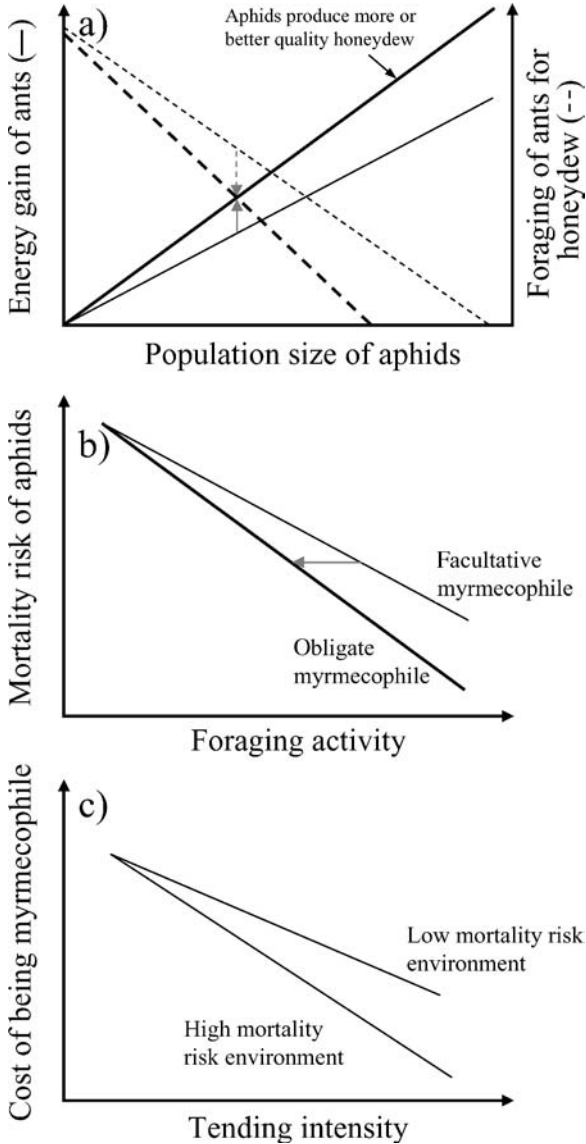 a)
Aphids produce more or
better quality honeydew
Energy gain of ants (—)
Foraging of ants for
honeydew (--)
Population size of aphids
b)
Mortality risk of aphids
Facultative
myrmecophile
Obligate
myrmecophile
Foraging activity
c)
Cost of being myrmecophile
Low mortality risk
environment
High mortality
risk environment
Tending intensity